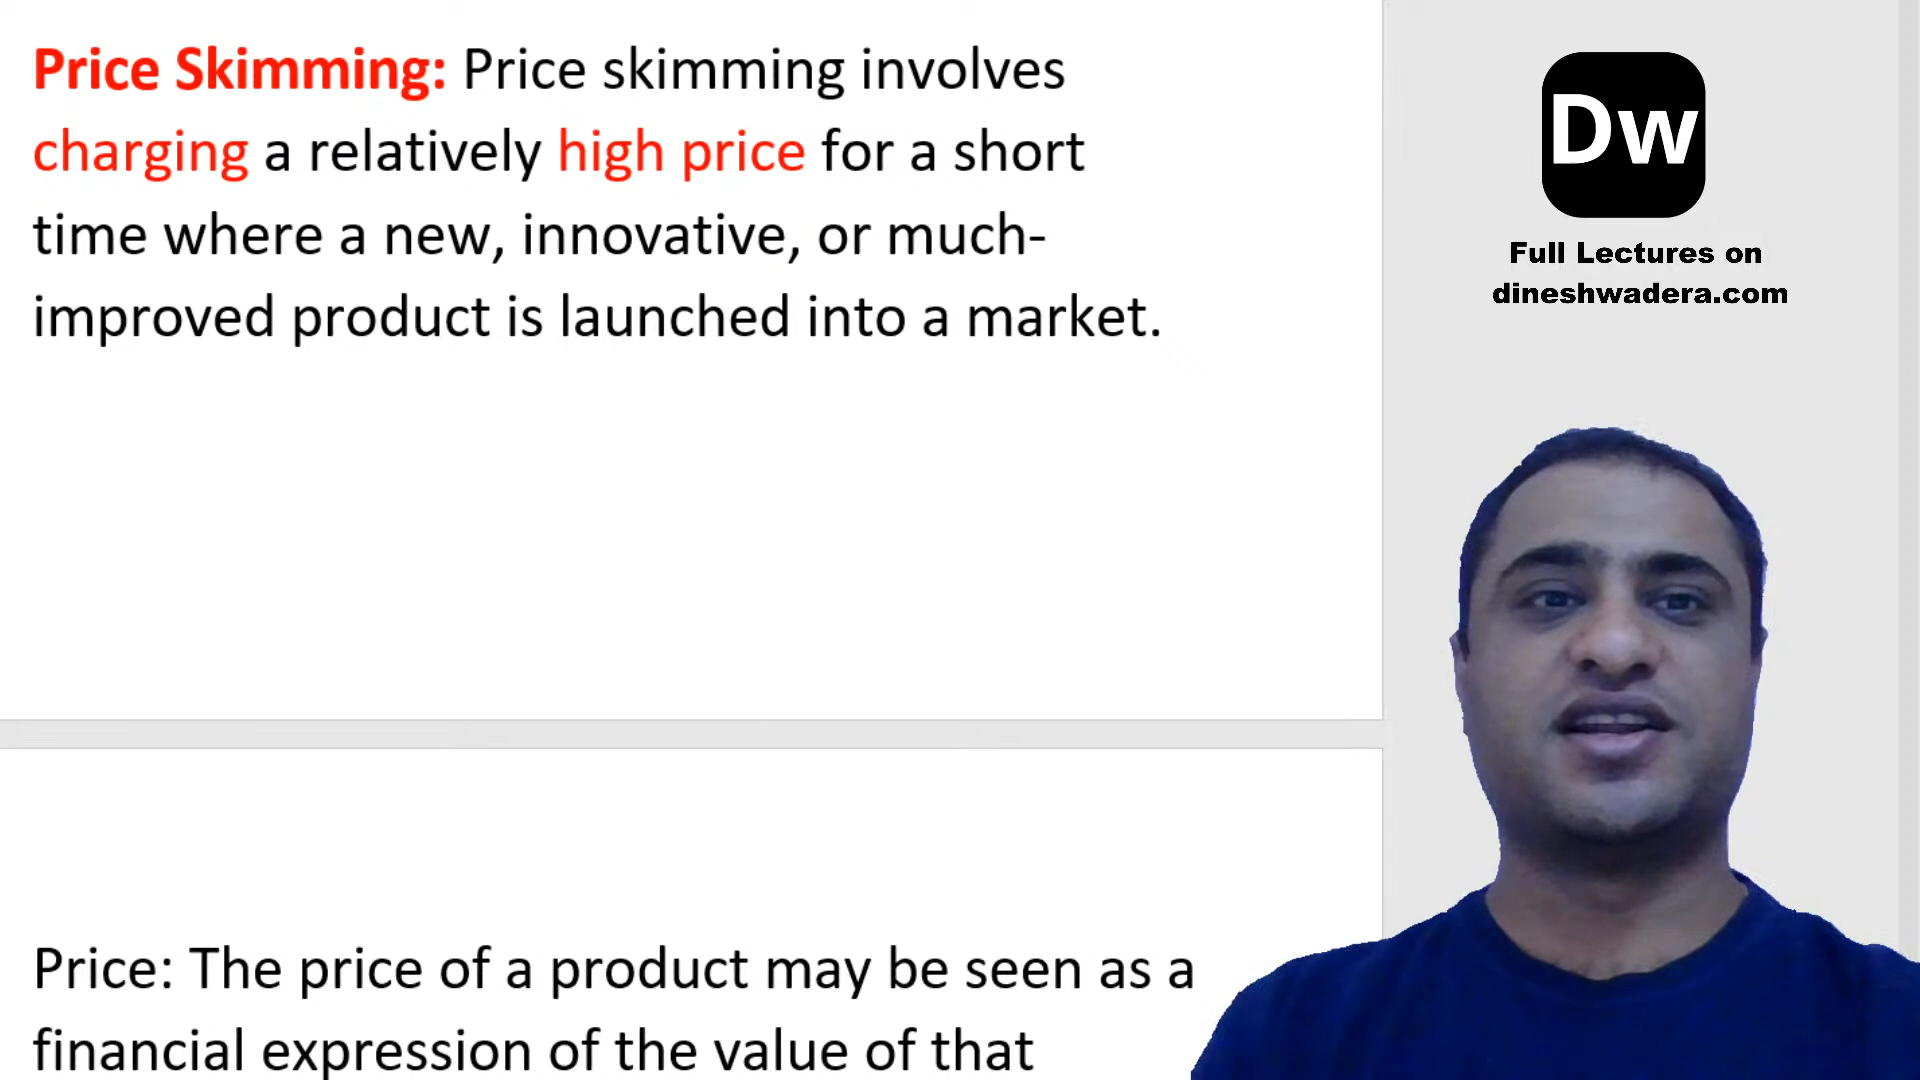 Price Skimming: Price skimming involves
charging a relatively high price for a short
time where a new, innovative, or much-
improved product is launched into a market.
Price: The price of a product may be seen as a
financial expression of the value of that
Dw
Full Lectures on
dineshwadera.com